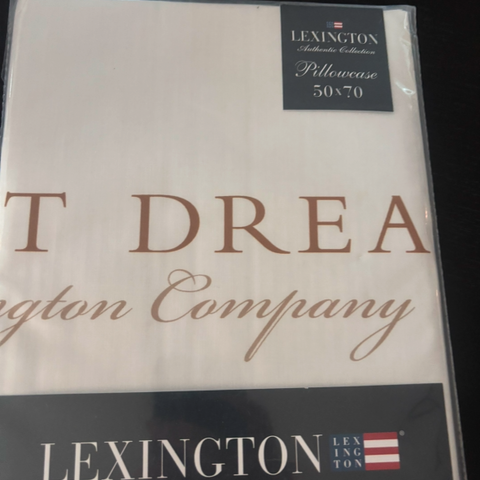 LEXINGTON
Authentic Collection
Pillowcase
50x70
T DREA
ngton Company
LEXINGTON
LEX
ING
TON
®